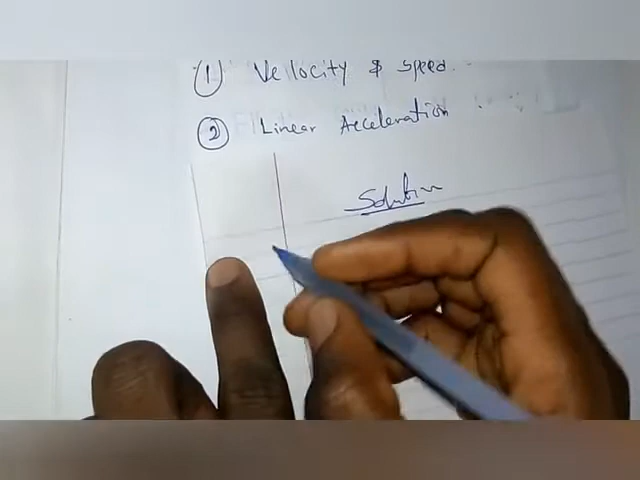 ① Velocity & Speed.
② Linear Acceleration.
Solution